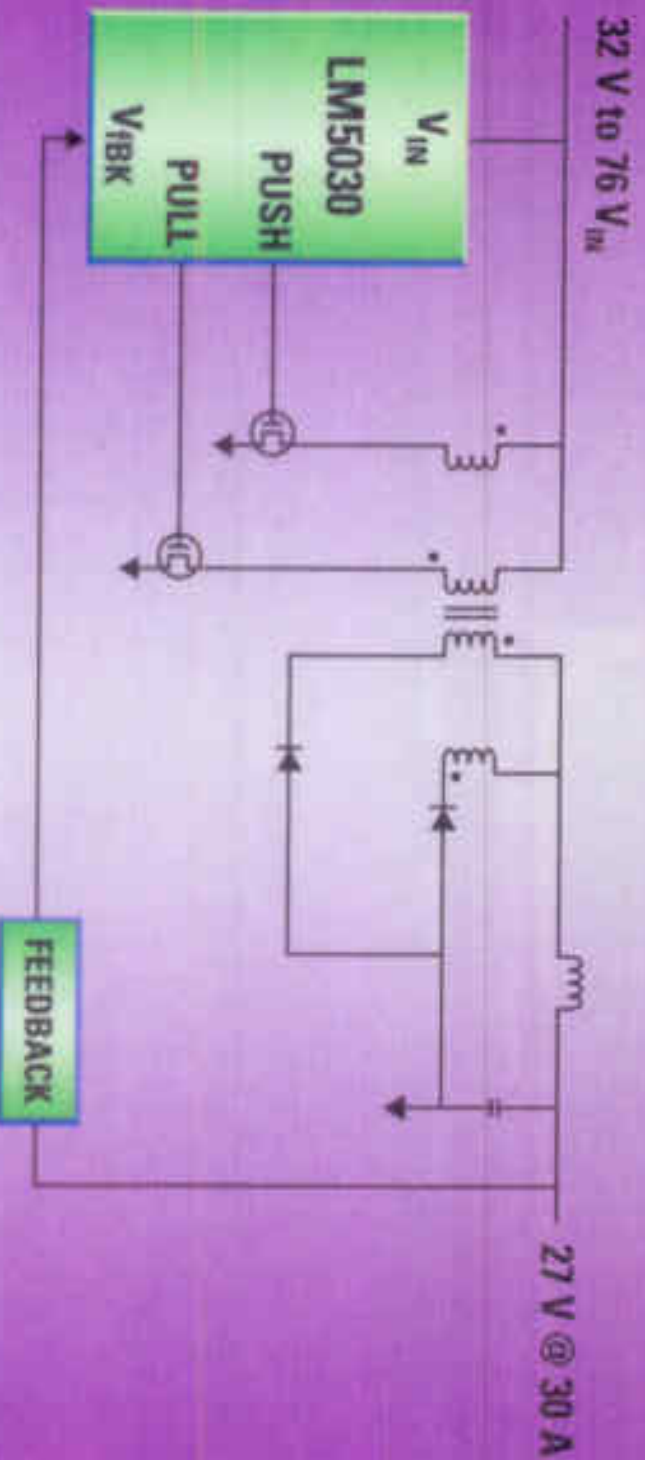 32 V to 76 VIN
VIN
LM5030
PUSH
PULL
VfBK
FEEDBACK
27 V @ 30 A